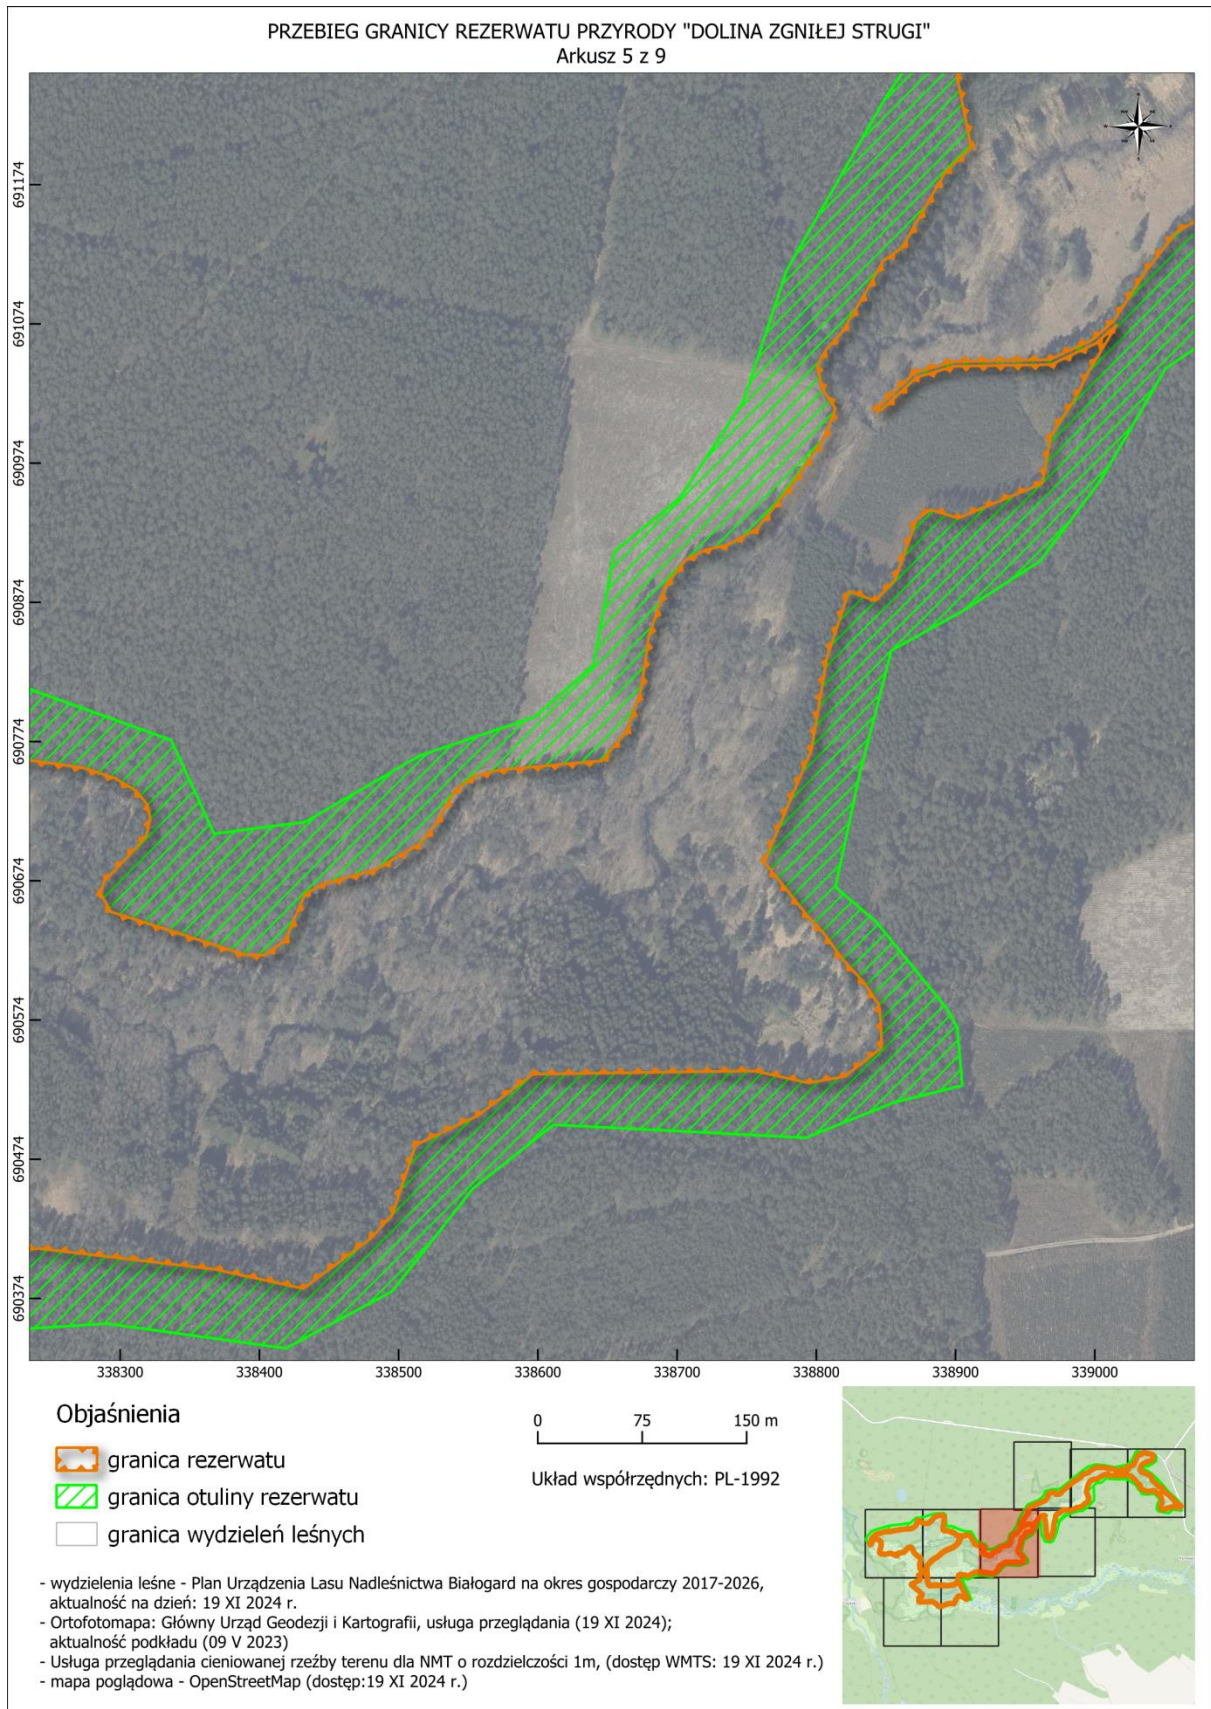 PRZEBIEG GRANICY REZERWATU PRZYRODY "DOLINA ZGNIŁEJ STRUGI"
Arkusz 5 z 9
691174
691074
690974
690874
690774
690674
690574
690474
690374
338300
338400
338500
338600
338700
338800
338900
339000
Objaśnienia
granica rezerwatu
granica otuliny rezerwatu
granica wydzieleń leśnych
0 75 150 m
Układ współrzędnych: PL-1992
- wydzielenia leśne - Plan Urządzenia Lasu Nadleśnictwa Białogard na okres gospodarczy 2017-2026,
aktualność na dzień: 19 XI 2024 r.
- Ortofotomapa: Główny Urząd Geodezji i Kartografii, usługa przeglądania (19 XI 2024);
aktualność podkładu (09 V 2023)
- Usługa przeglądania cieniowanej rzeźby terenu dla NMT o rozdzielczości 1m, (dostęp WMTS: 19 XI 2024 r.)
- mapa poglądowa - OpenStreetMap (dostęp:19 XI 2024 r.)